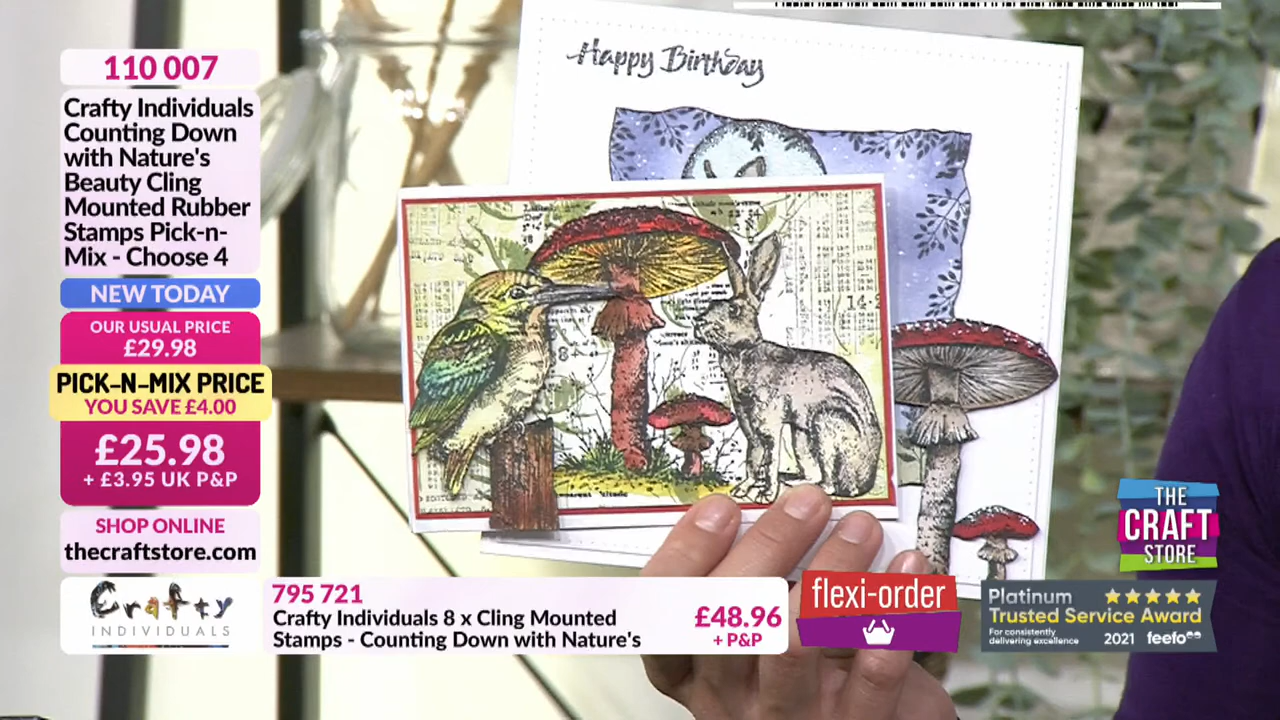 110 007
Crafty Individuals
Counting Down
with Nature's
Beauty Cling
Mounted Rubber
Stamps Pick-n-
Mix - Choose 4
NEW TODAY
OUR USUAL PRICE
£29.98
PICK-N-MIX PRICE
YOU SAVE £4.00
£25.98
+ £3.95 UK P&P
SHOP ONLINE
thecraftstore.com
Happy Birthday
Crafty
INDIVIDUALS
795 721
Crafty Individuals 8 x Cling Mounted
Stamps - Counting Down with Nature's
£48.96
+ P&P
flexi-order
THE
CRAFT
STORE
Platinum
Trusted Service Award
For consistently
delivering excellence
2021 feefo